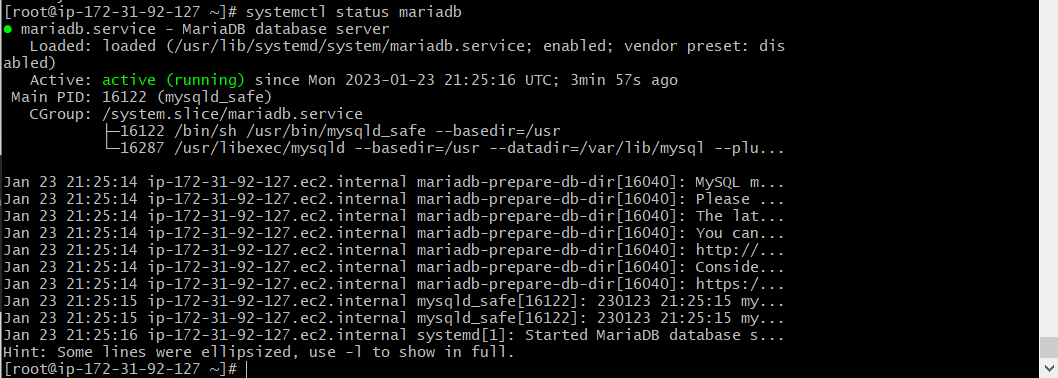 [root@ip-172-31-92-127 ~]# systemctl status mariadb
● mariadb.service - MariaDB database server
   Loaded: loaded (/usr/lib/systemd/system/mariadb.service; enabled; vendor preset: dis
abled)
   Active: active (running) since Mon 2023-01-23 21:25:16 UTC; 3min 57s ago
 Main PID: 16122 (mysqld_safe)
   CGroup: /system.slice/mariadb.service
           ├─16122 /bin/sh /usr/bin/mysqld_safe --basedir=/usr
           └─16287 /usr/libexec/mysqld --basedir=/usr --datadir=/var/lib/mysql --plu...

Jan 23 21:25:14 ip-172-31-92-127.ec2.internal mariadb-prepare-db-dir[16040]: MySQL m...
Jan 23 21:25:14 ip-172-31-92-127.ec2.internal mariadb-prepare-db-dir[16040]: Please ...
Jan 23 21:25:14 ip-172-31-92-127.ec2.internal mariadb-prepare-db-dir[16040]: The lat...
Jan 23 21:25:14 ip-172-31-92-127.ec2.internal mariadb-prepare-db-dir[16040]: You can...
Jan 23 21:25:14 ip-172-31-92-127.ec2.internal mariadb-prepare-db-dir[16040]: http://...
Jan 23 21:25:14 ip-172-31-92-127.ec2.internal mariadb-prepare-db-dir[16040]: Conside...
Jan 23 21:25:14 ip-172-31-92-127.ec2.internal mariadb-prepare-db-dir[16040]: https:/...
Jan 23 21:25:15 ip-172-31-92-127.ec2.internal mysqld_safe[16122]: 230123 21:25:15 my...
Jan 23 21:25:15 ip-172-31-92-127.ec2.internal mysqld_safe[16122]: 230123 21:25:15 my...
Jan 23 21:25:16 ip-172-31-92-127.ec2.internal systemd[1]: Started MariaDB database s...
Hint: Some lines were ellipsized, use -l to show in full.
[root@ip-172-31-92-127 ~]#